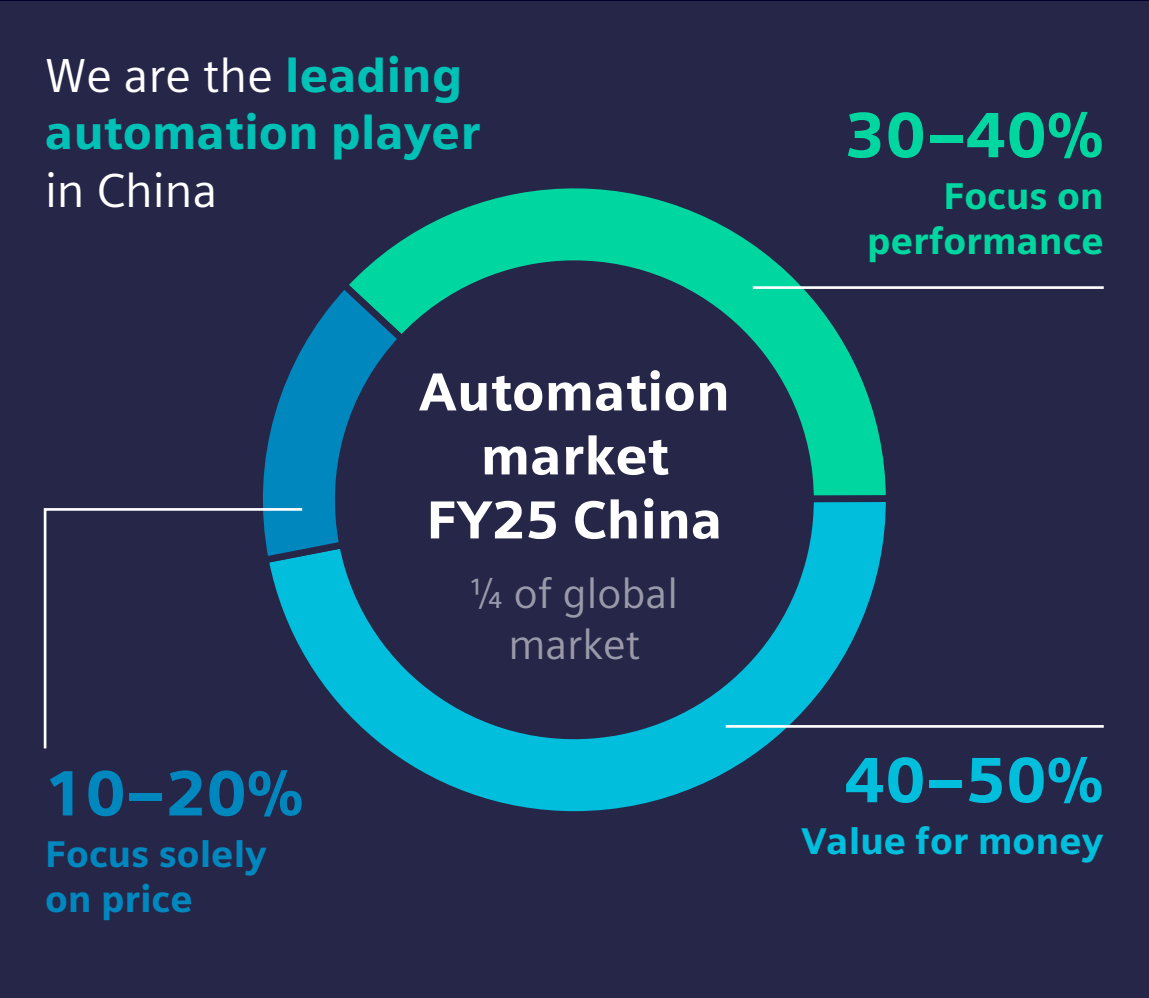 We are the leading
automation player
in China
30–40%
Focus on
performance
Automation
market
FY25 China
¼ of global
market
10–20%
Focus solely
on price
40–50%
Value for money